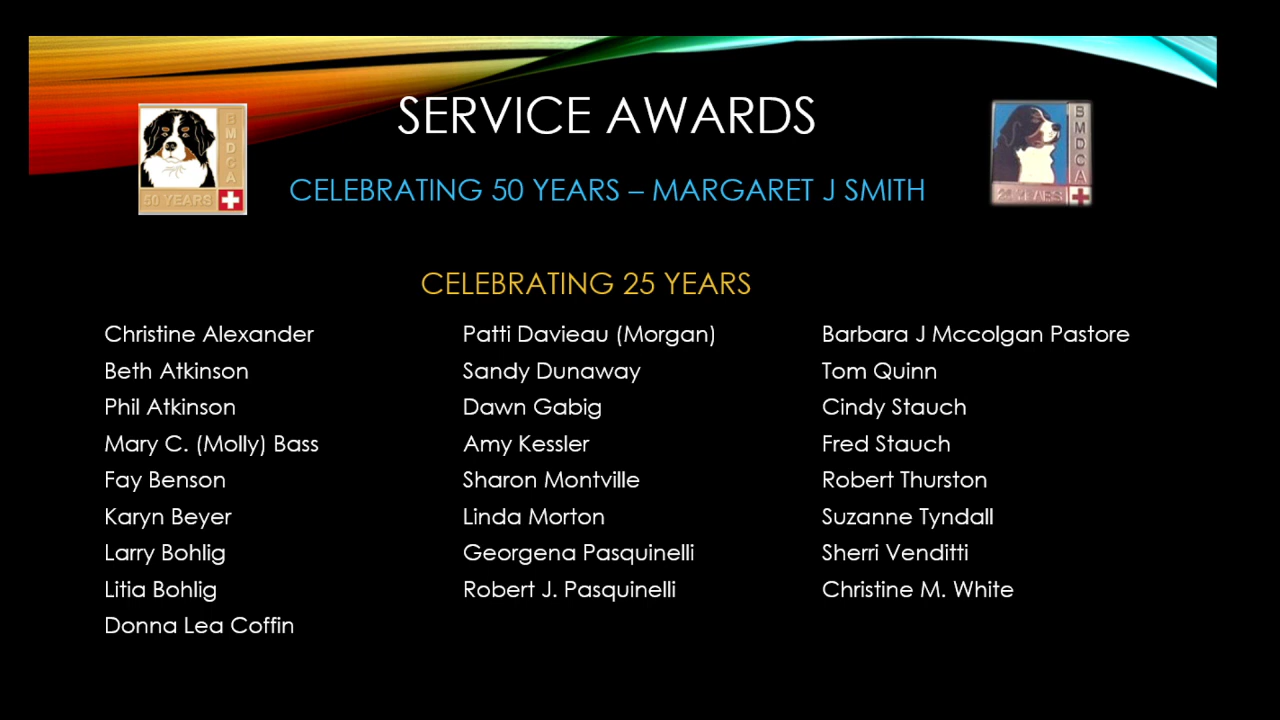 SERVICE AWARDS
BMDCA
50 YEARS
BMDCA
25 YEARS
CELEBRATING 50 YEARS – MARGARET J SMITH
CELEBRATING 25 YEARS
Christine Alexander
Beth Atkinson
Phil Atkinson
Mary C. (Molly) Bass
Fay Benson
Karyn Beyer
Larry Bohlig
Litia Bohlig
Donna Lea Coffin
Patti Davieau (Morgan)
Sandy Dunaway
Dawn Gabig
Amy Kessler
Sharon Montville
Linda Morton
Georgena Pasquinelli
Robert J. Pasquinelli
Barbara J Mccolgan Pastore
Tom Quinn
Cindy Stauch
Fred Stauch
Robert Thurston
Suzanne Tyndall
Sherri Venditti
Christine M. White